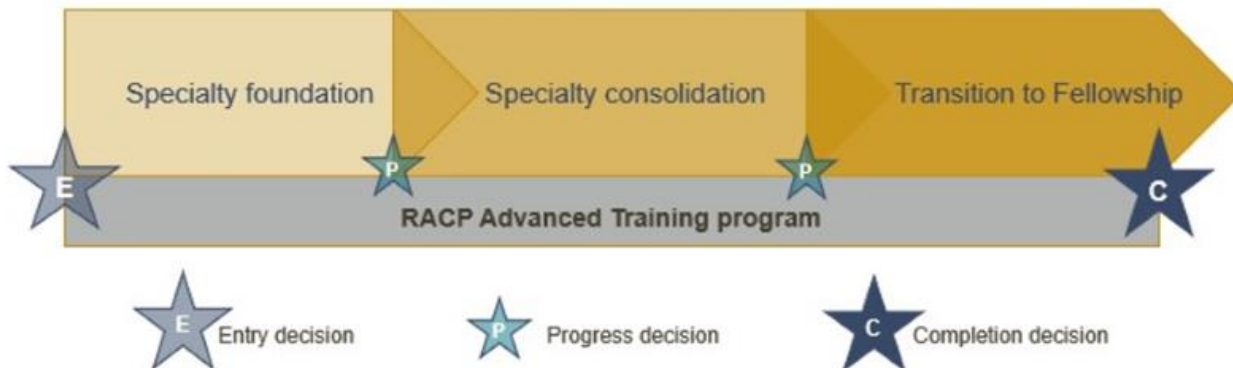 Specialty foundation
Specialty consolidation
Transition to Fellowship
E
P
P
C
RACP Advanced Training program
E Entry decision
P Progress decision
C Completion decision